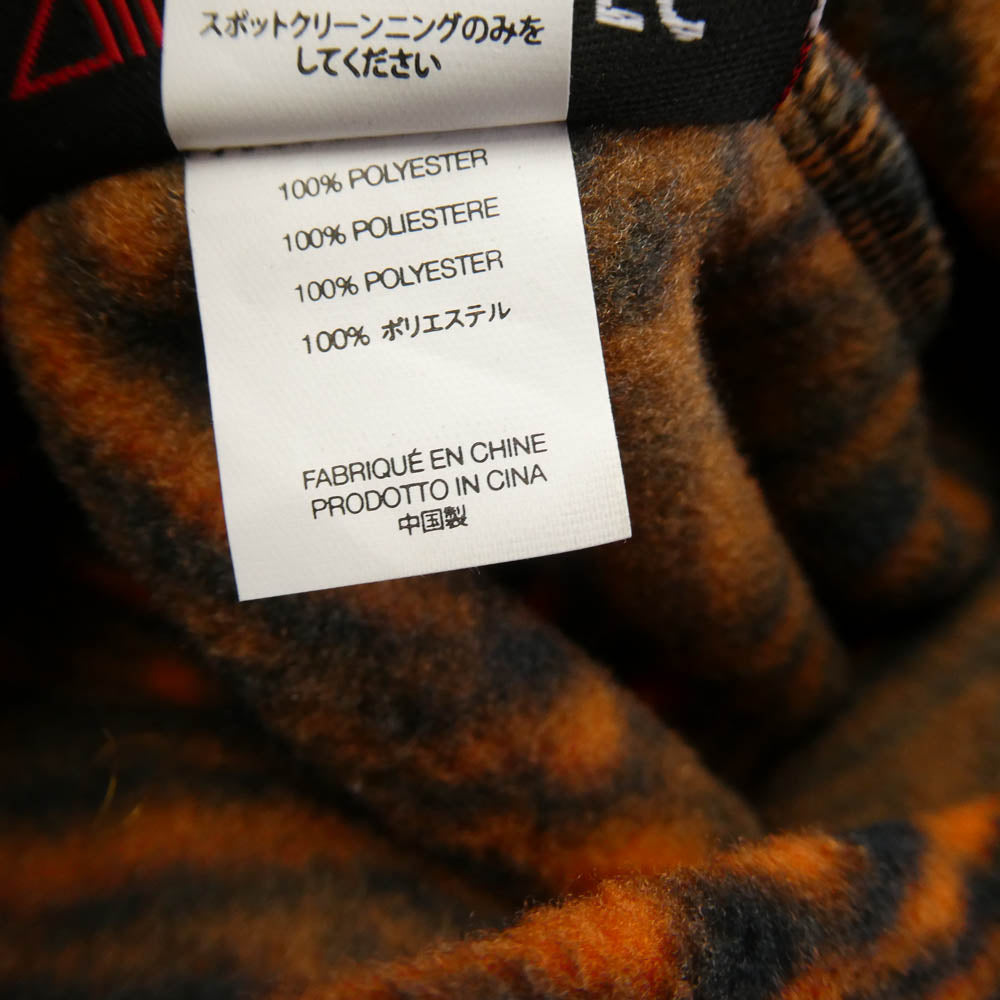 スポットクリーンニングのみを
してください
100% POLYESTER
100% POLIESTERE
100% POLYESTER
100% ポリエステル
FABRIQUÉ EN CHINE
PRODOTTO IN CINA
中国製